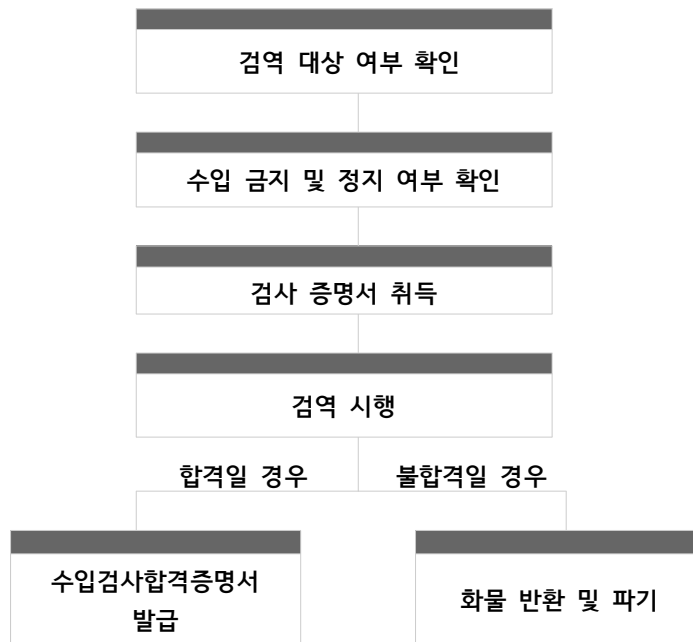 검역 대상 여부 확인
수입 금지 및 정지 여부 확인
검사 증명서 취득
검역 시행
합격일 경우
불합격일 경우
수입검사합격증명서
발급
화물 반환 및 파기